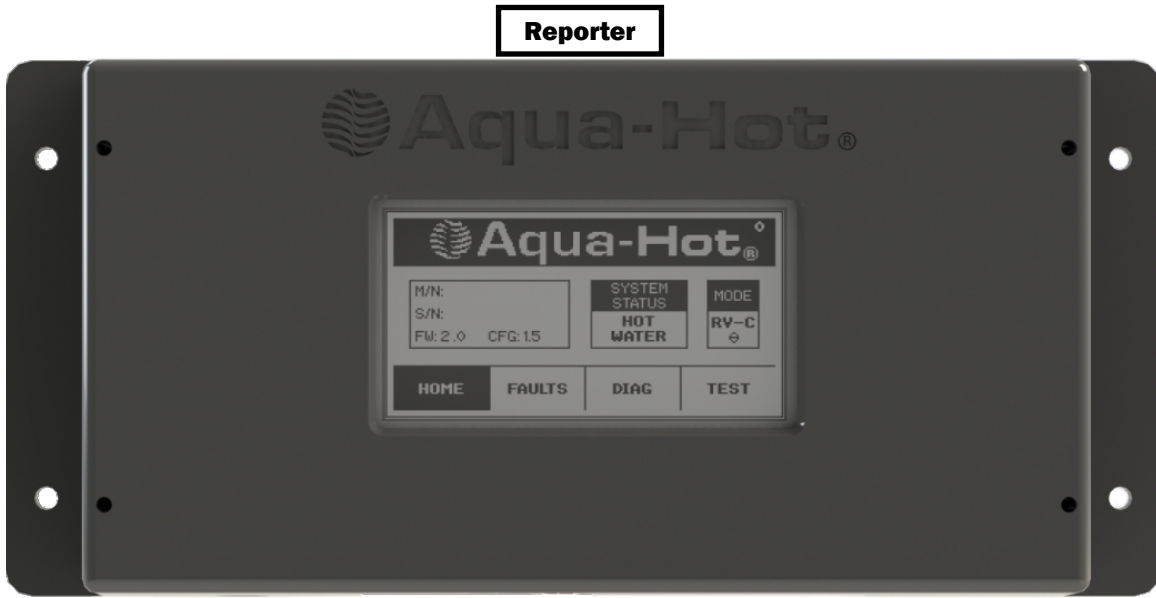 Reporter
Aqua-Hot®
Aqua-Hot®
M/N:
S/N:
FW: 2.0 CFG: 1.5
SYSTEM
STATUS
HOT
WATER
MODE
RV-C
HOME FAULTS DIAG TEST